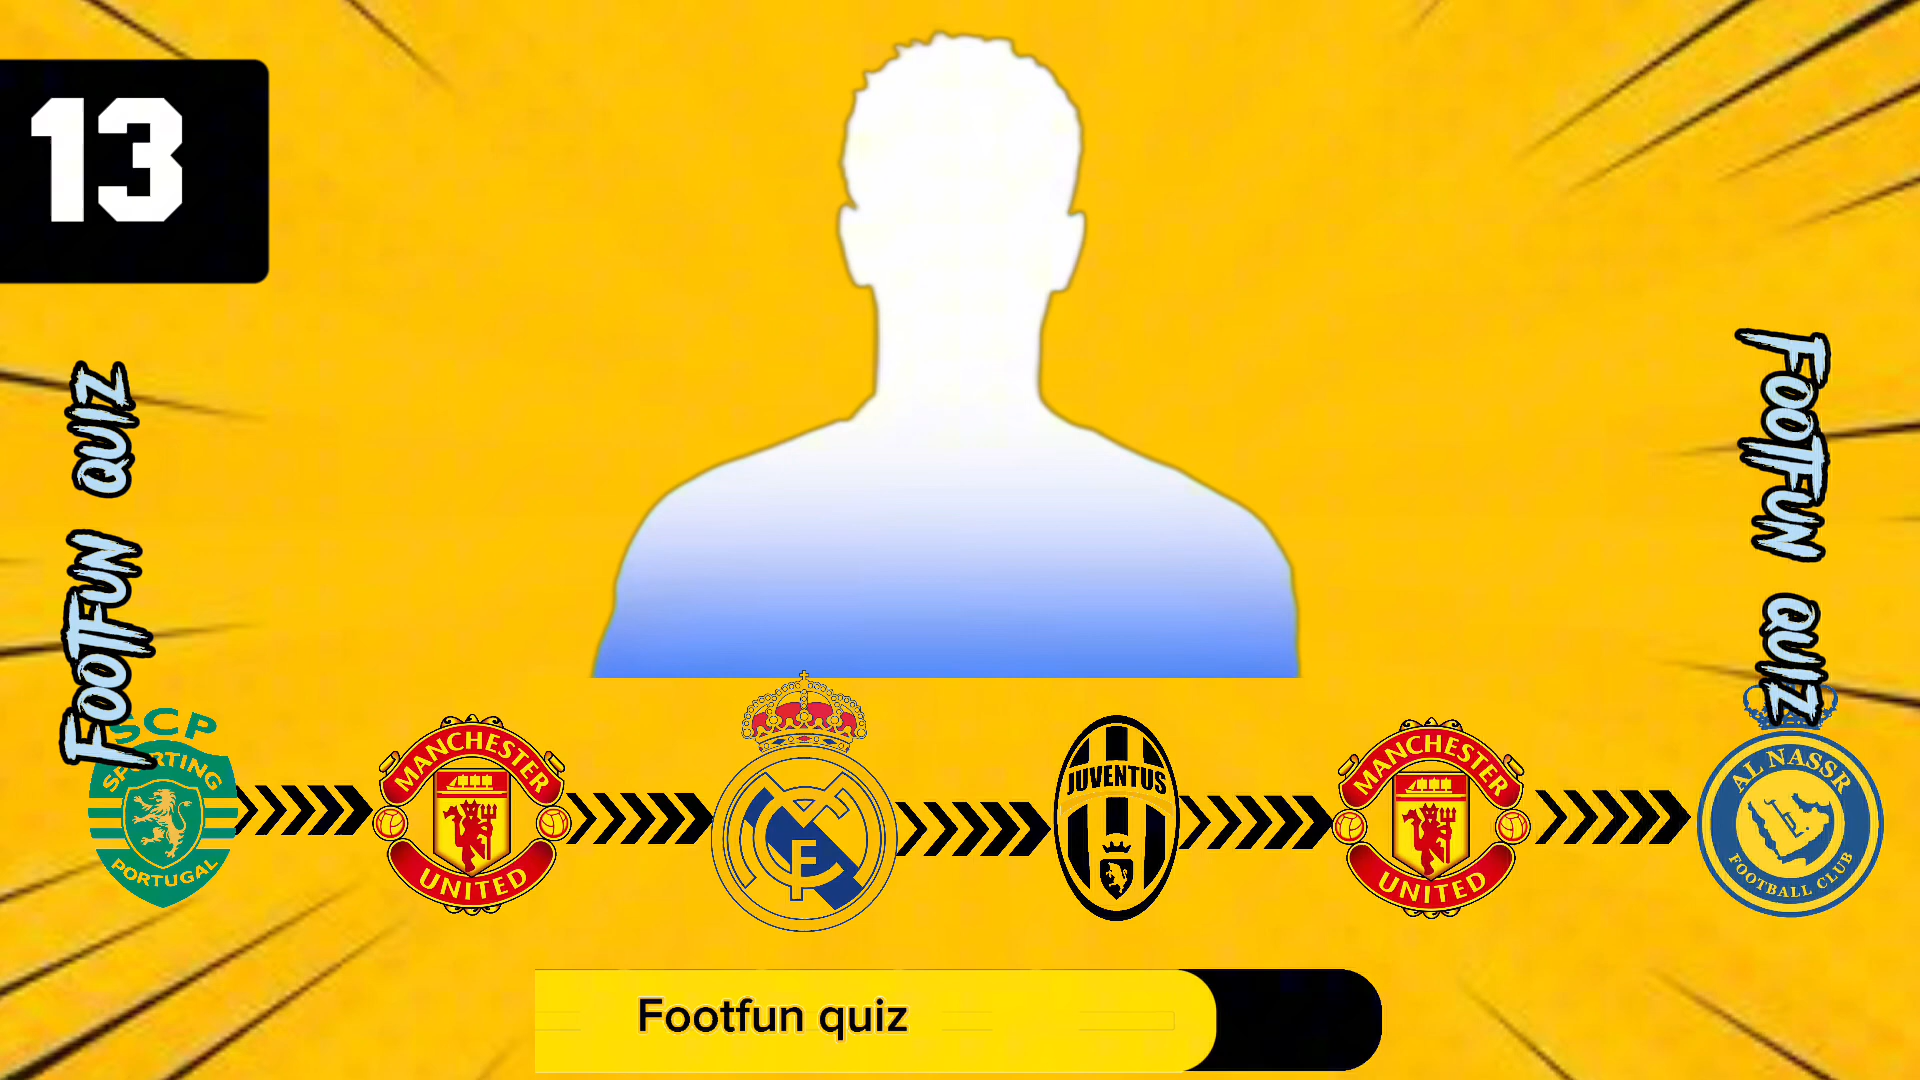 13
FOOTFUN QUIZ
FOOTFUN QUIZ
SCP
SPORTING
PORTUGAL
MANCHESTER
UNITED
JUVENTUS
MANCHESTER
UNITED
AL NASSR
FOOTBALL CLUB
Footfun quiz